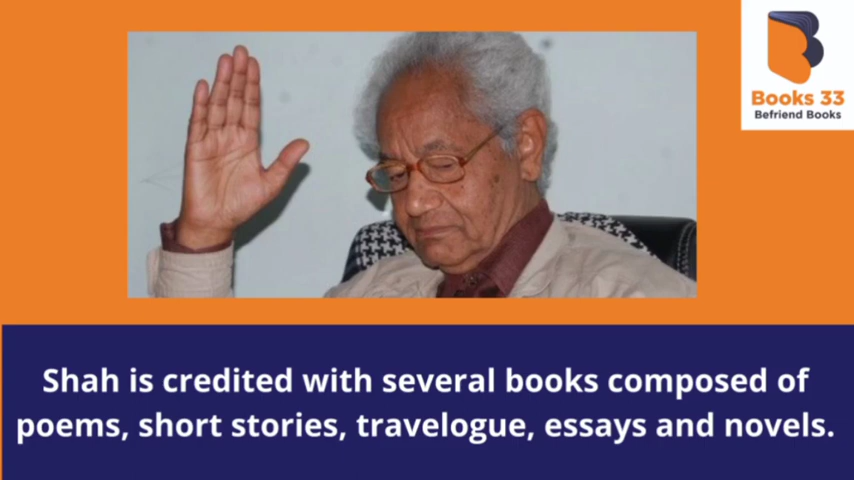 Books 33
Befriend Books
Shah is credited with several books composed of
poems, short stories, travelogue, essays and novels.